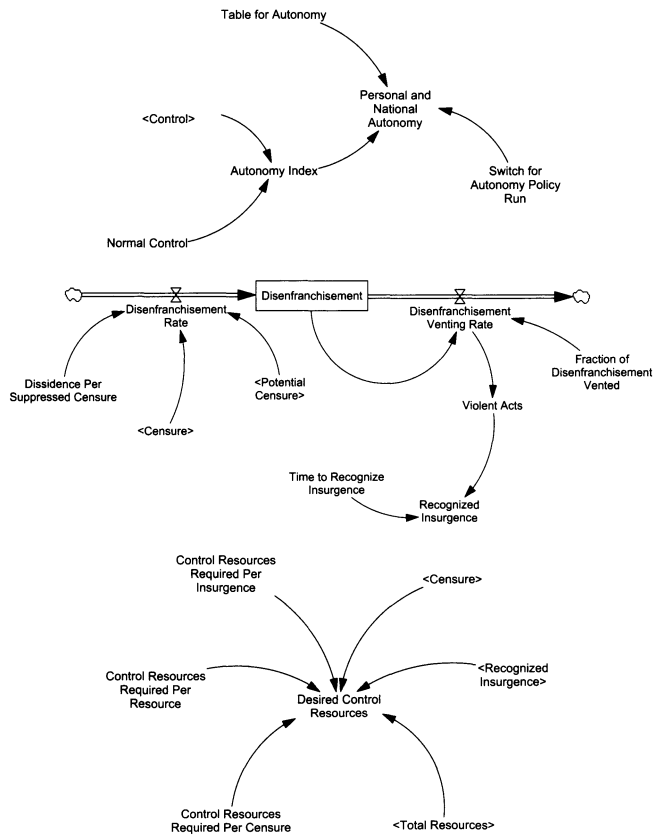 Table for Autonomy
Personal and
National
Autonomy
<Control>
Autonomy Index
Switch for
Autonomy Policy
Run
Normal Control
Disenfranchisement
Disenfranchisement
Rate
Disenfranchisement
Venting Rate
Dissidence Per
Suppressed Censure
<Potential
Censure>
<Censure>
Fraction of
Disenfranchisement
Vented
Violent Acts
Time to Recognize
Insurgence
Recognized
Insurgence
Control Resources
Required Per
Insurgence
<Censure>
Control Resources
Required Per
Resource
<Recognized
Insurgence>
Desired Control
Resources
Control Resources
Required Per Censure
<Total Resources>